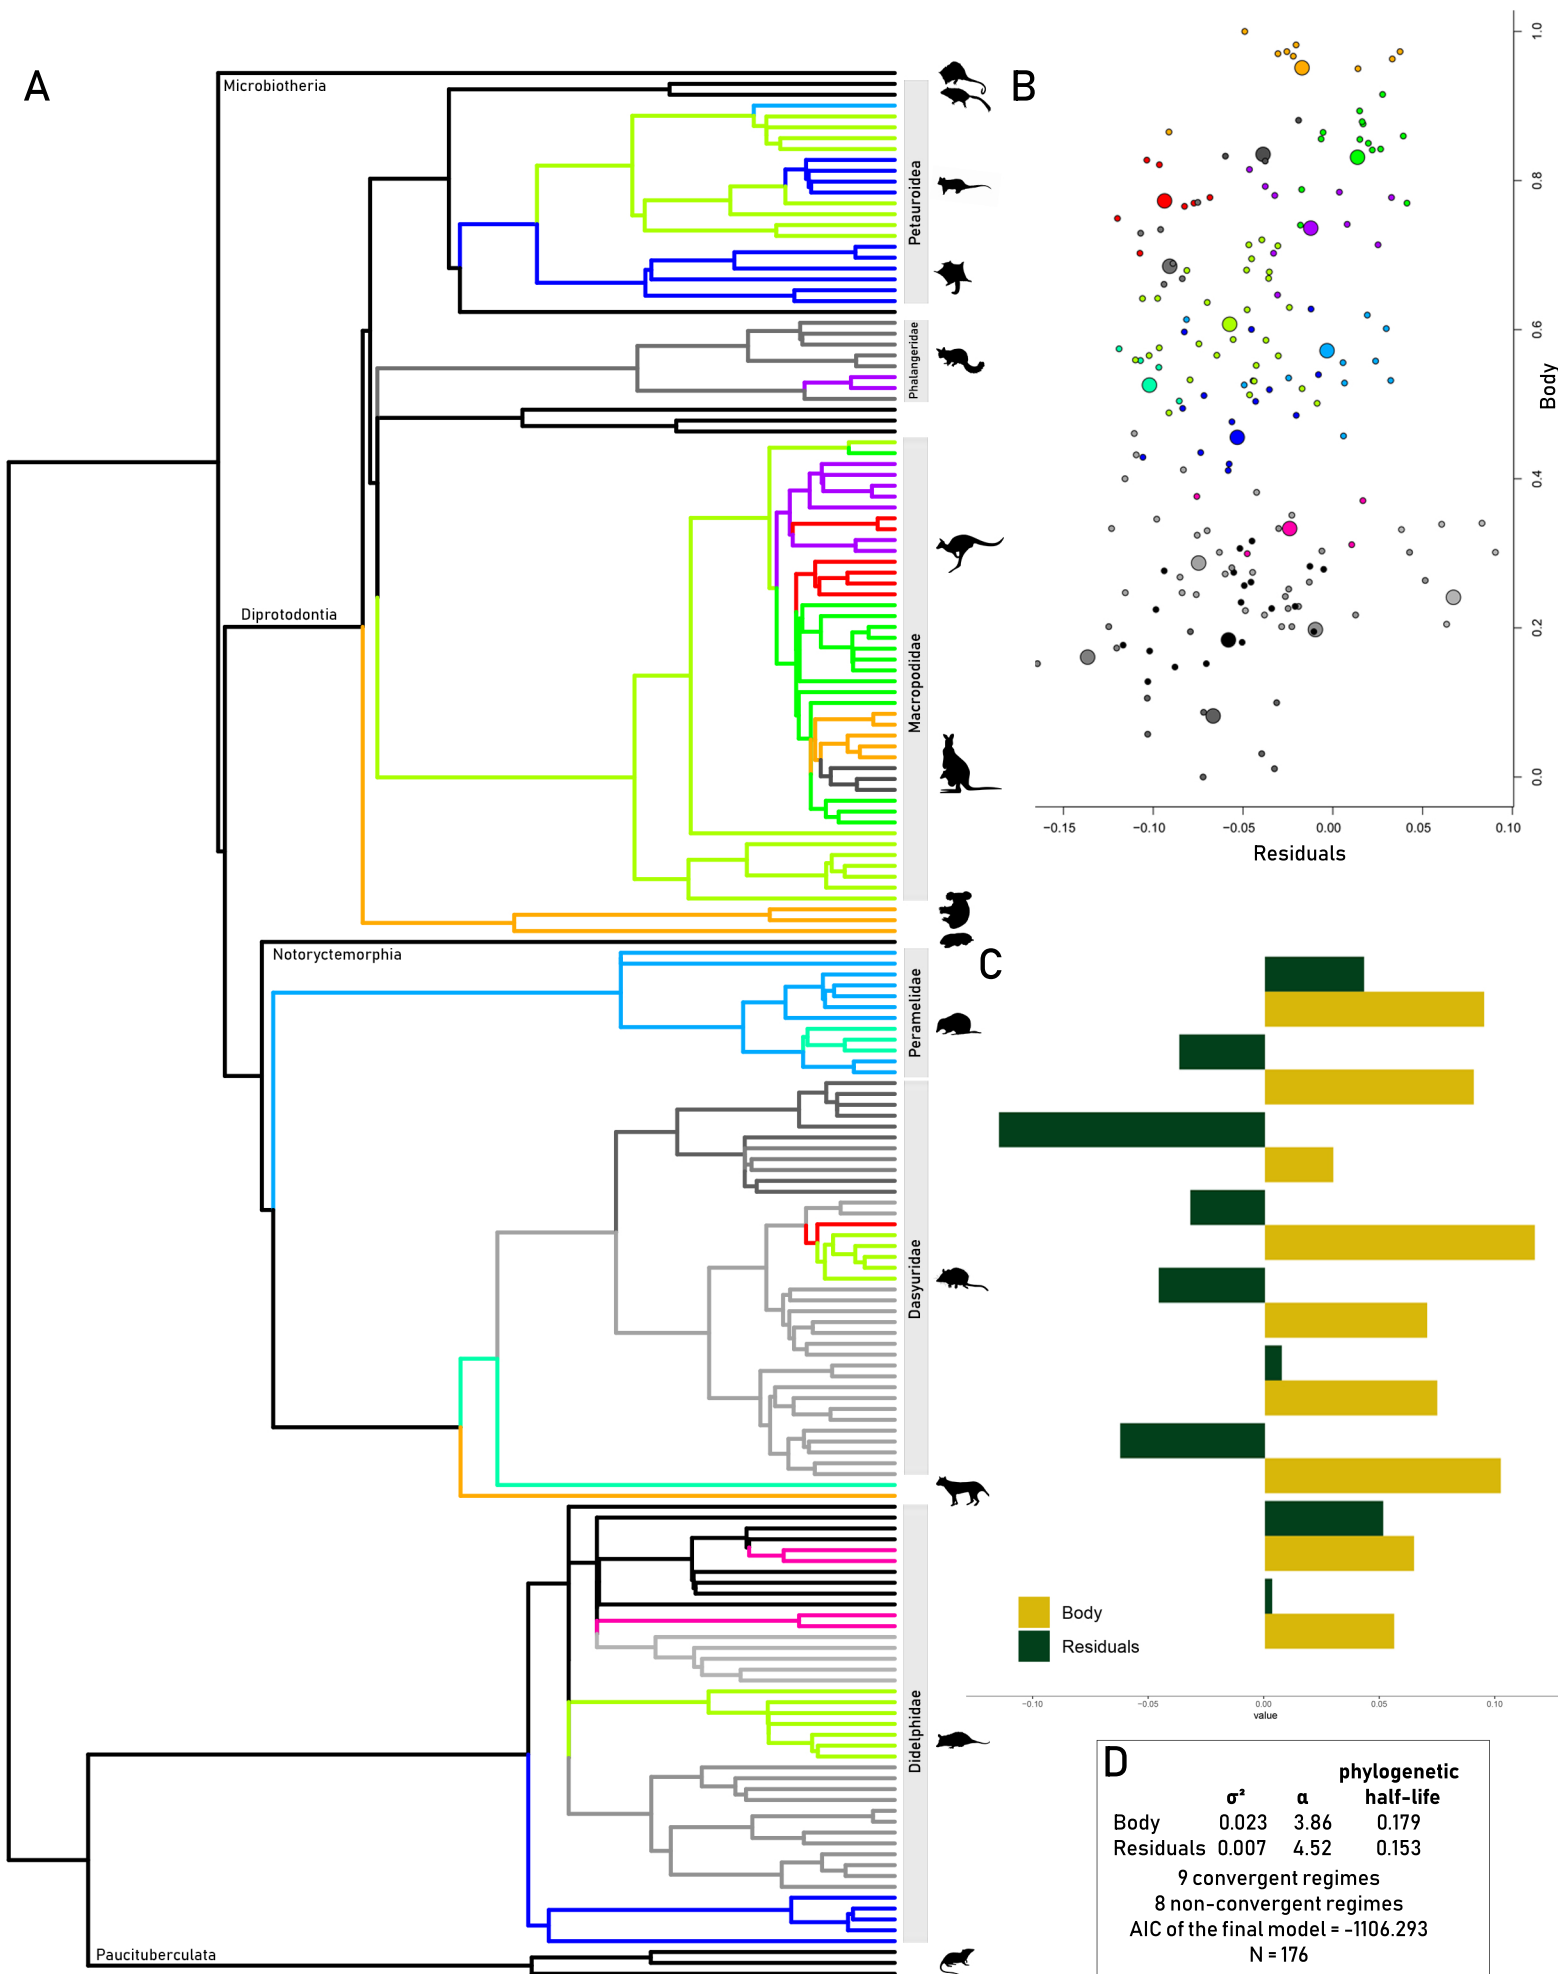 A
Microbiotheria
Petauroidea
Phalangeridae
Diprotodontia
Macropodidae
Notoryctemorphia
Peramelidae
Dasyuridae
Didelphidae
Paucituberculata
B
1.0
0.8
0.6
0.4
0.2
0.0
Body
−0.15 −0.10 −0.05 0.00 0.05 0.10
Residuals
C
Body
Residuals
−0.10 −0.05 0.00 0.05 0.10
value
D
phylogenetic
σ² α half-life
Body 0.023 3.86 0.179
Residuals 0.007 4.52 0.153
9 convergent regimes
8 non-convergent regimes
AIC of the final model = -1106.293
N = 176